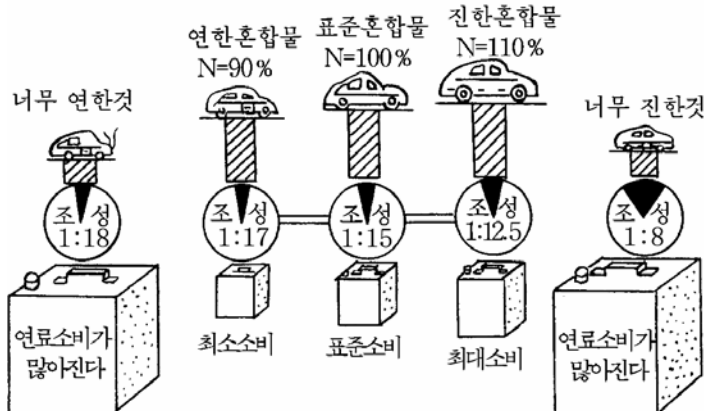 너무 연한것
조 성
1:18
연료소비가
많아진다
연한혼합물
N=90%
조 성
1:17
최소소비
표준혼합물
N=100%
조 성
1:15
표준소비
진한혼합물
N=110%
조 성
1:12.5
최대소비
너무 진한것
조 성
1:8
연료소비가
많아진다